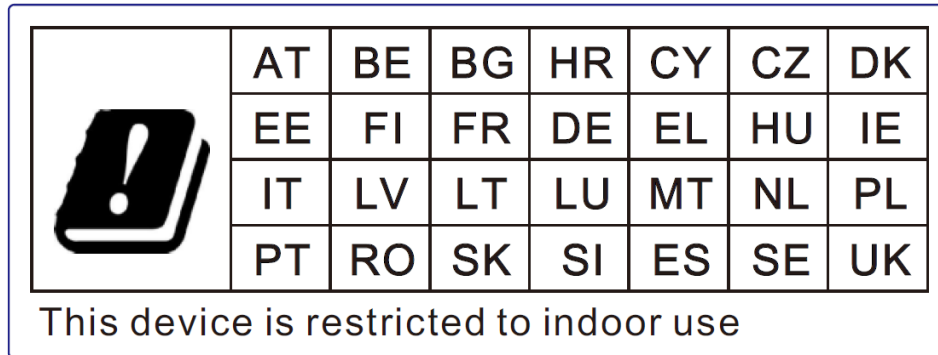 AT BE BG HR CY CZ DK
EE FI FR DE EL HU IE
IT LV LT LU MT NL PL
PT RO SK SI ES SE UK
This device is restricted to indoor use